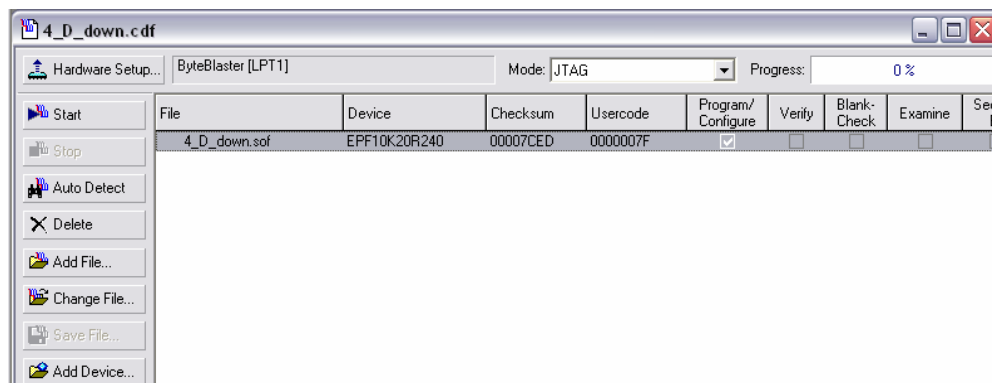 4_D_down.cdf
Hardware Setup... ByteBlaster [LPT1] Mode: JTAG Progress: 0 %
Start
Stop
Auto Detect
Delete
Add File...
Change File...
Save File...
Add Device...
File Device Checksum Usercode Program/ Configure Verify Blank- Check Examine
4_D_down.sof EPF10K20R240 00007CED 0000007F